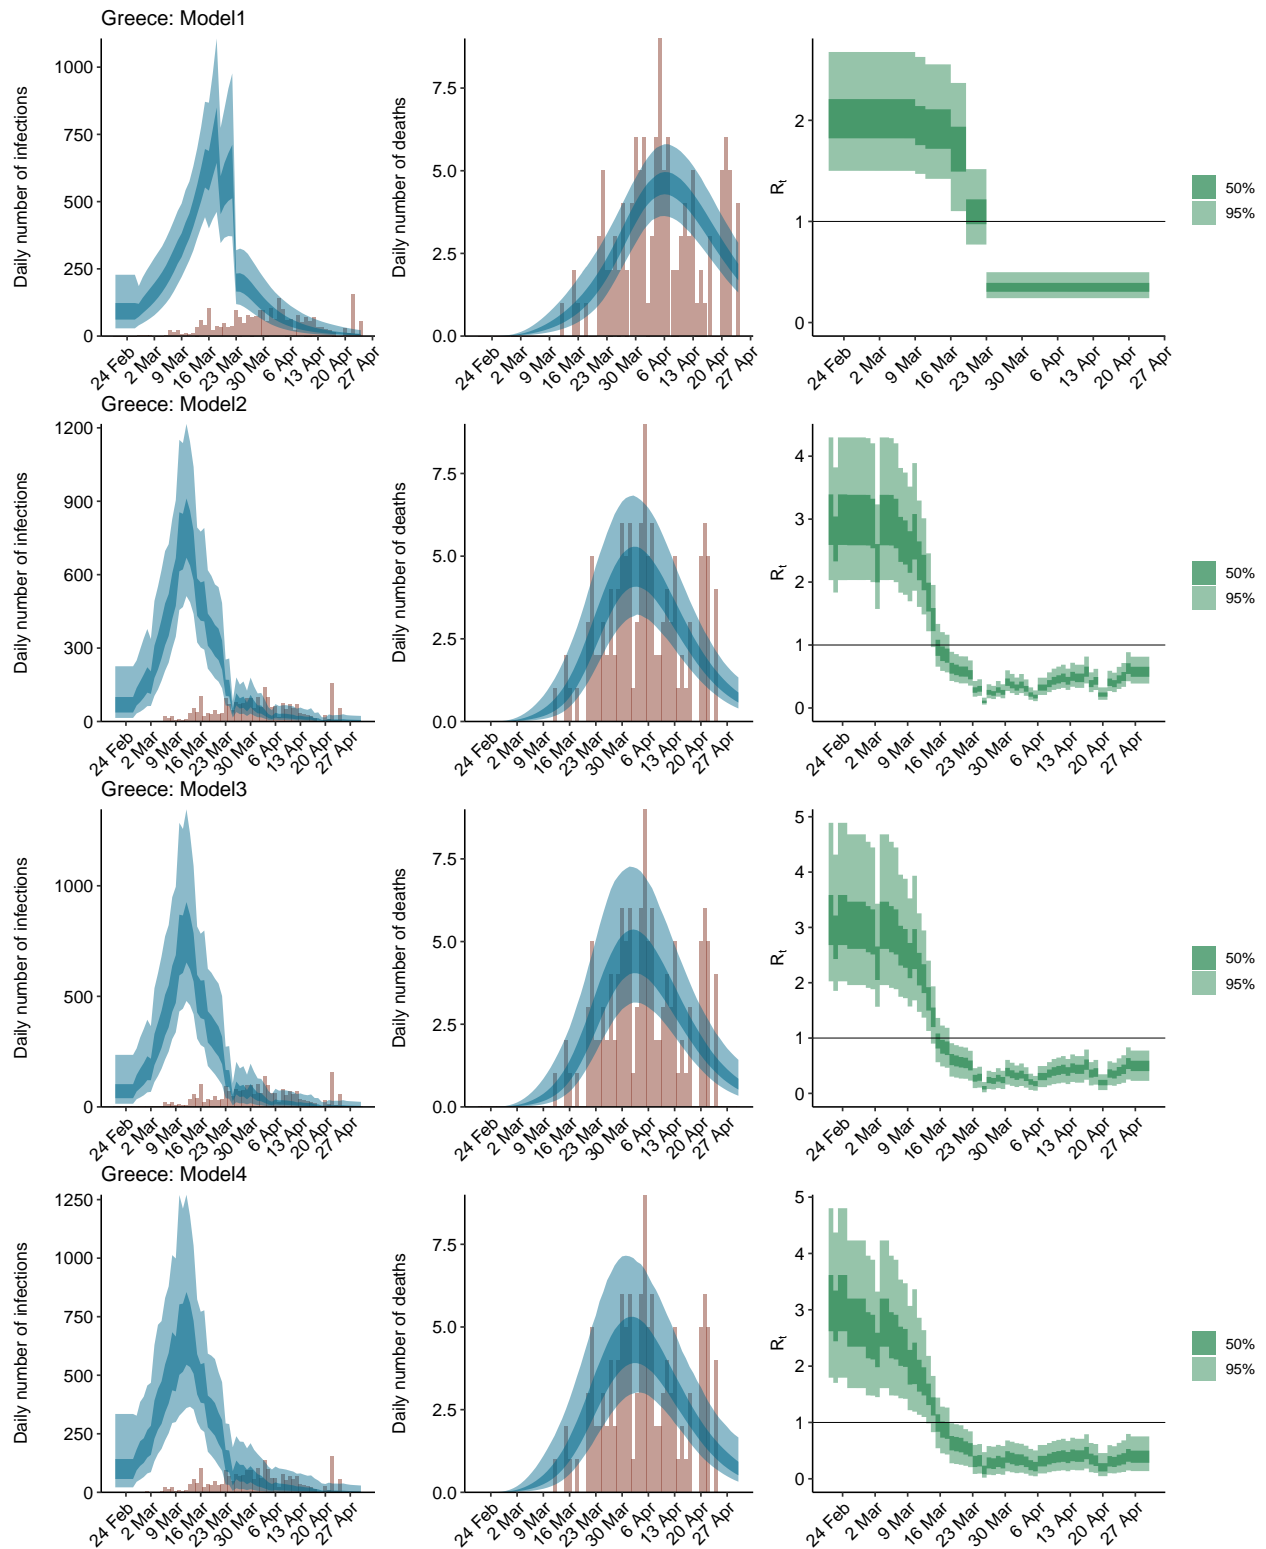 Greece: Model1
Daily number of infections
1000
750
500
250
0
24 Feb
2 Mar
9 Mar
16 Mar
23 Mar
30 Mar
6 Apr
13 Apr
20 Apr
27 Apr
Daily number of deaths
7.5
5.0
2.5
0.0
24 Feb
2 Mar
9 Mar
16 Mar
23 Mar
30 Mar
6 Apr
13 Apr
20 Apr
27 Apr
Rt
2
1
0
24 Feb
2 Mar
9 Mar
16 Mar
23 Mar
30 Mar
6 Apr
13 Apr
20 Apr
27 Apr
50%
95%
Greece: Model2
Daily number of infections
1200
900
600
300
0
24 Feb
2 Mar
9 Mar
16 Mar
23 Mar
30 Mar
6 Apr
13 Apr
20 Apr
27 Apr
Daily number of deaths
7.5
5.0
2.5
0.0
24 Feb
2 Mar
9 Mar
16 Mar
23 Mar
30 Mar
6 Apr
13 Apr
20 Apr
27 Apr
Rt
4
3
2
1
0
24 Feb
2 Mar
9 Mar
16 Mar
23 Mar
30 Mar
6 Apr
13 Apr
20 Apr
27 Apr
50%
95%
Greece: Model3
Daily number of infections
1000
500
0
24 Feb
2 Mar
9 Mar
16 Mar
23 Mar
30 Mar
6 Apr
13 Apr
20 Apr
27 Apr
Daily number of deaths
7.5
5.0
2.5
0.0
24 Feb
2 Mar
9 Mar
16 Mar
23 Mar
30 Mar
6 Apr
13 Apr
20 Apr
27 Apr
Rt
5
4
3
2
1
0
24 Feb
2 Mar
9 Mar
16 Mar
23 Mar
30 Mar
6 Apr
13 Apr
20 Apr
27 Apr
50%
95%
Greece: Model4
Daily number of infections
1250
1000
750
500
250
0
24 Feb
2 Mar
9 Mar
16 Mar
23 Mar
30 Mar
6 Apr
13 Apr
20 Apr
27 Apr
Daily number of deaths
7.5
5.0
2.5
0.0
24 Feb
2 Mar
9 Mar
16 Mar
23 Mar
30 Mar
6 Apr
13 Apr
20 Apr
27 Apr
Rt
5
4
3
2
1
0
24 Feb
2 Mar
9 Mar
16 Mar
23 Mar
30 Mar
6 Apr
13 Apr
20 Apr
27 Apr
50%
95%